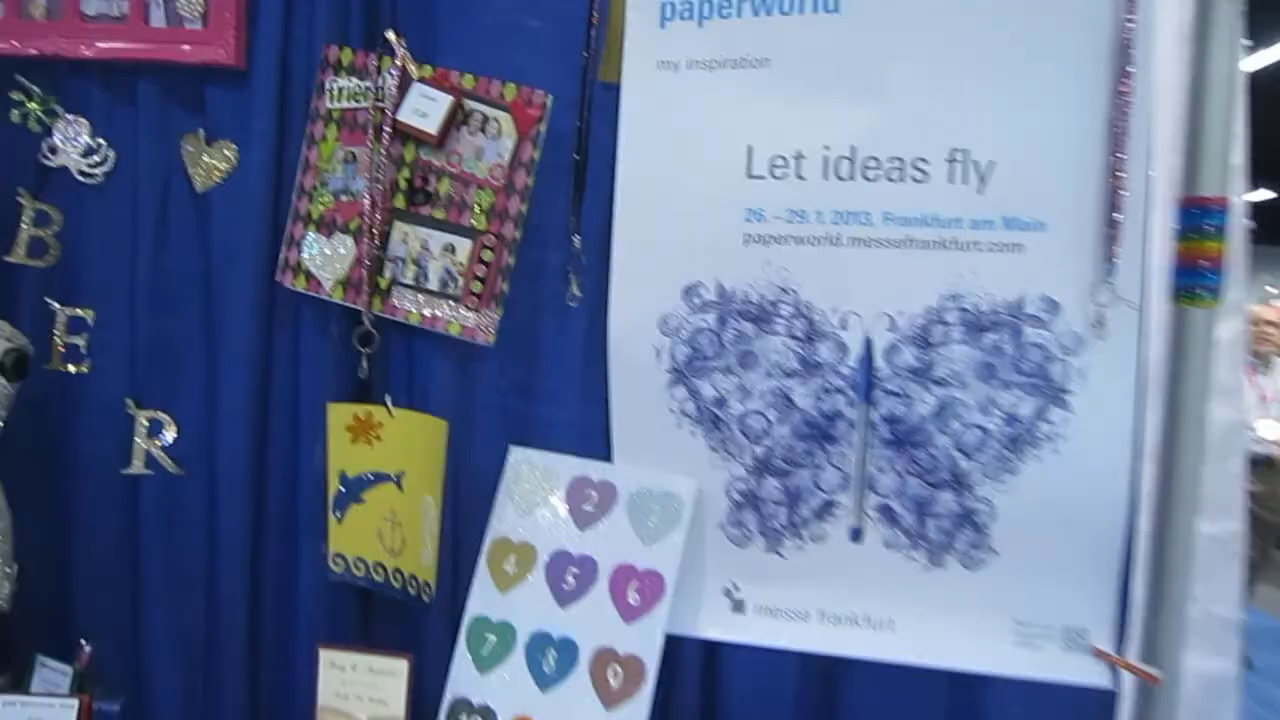 paperworld
my inspiration
Let ideas fly
26. – 29. 1. 2013, Frankfurt am Main
paperworld.messefrankfurt.com
messe frankfurt
friend
B
E
R
2
4
5
6
7
8
9